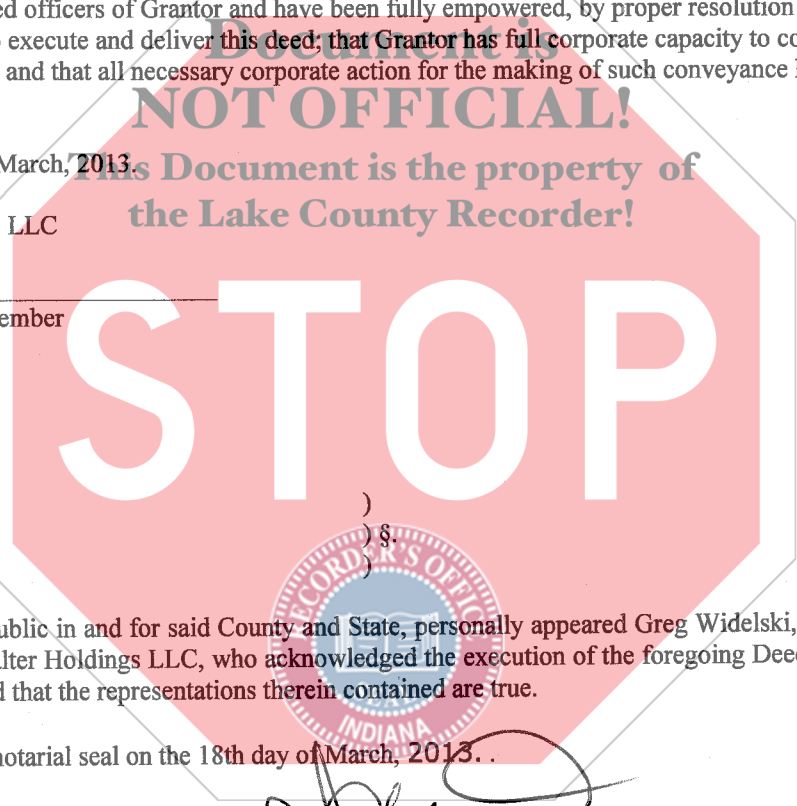 ed officers of Grantor and have been fully empowered, by proper resolution
Document is
execute and deliver this deed; that Grantor has full corporate capacity to co
and that all necessary corporate action for the making of such conveyance
NOT OFFICIAL!
March, 2013.
This Document is the property of
the Lake County Recorder!
LLC
ember
STOP
)
) §.
)
RECORDER'S OFFICE
ublic in and for said County and State, personally appeared Greg Widelski,
alter Holdings LLC, who acknowledged the execution of the foregoing Deed
d that the representations therein contained are true.
INDIANA
notarial seal on the 18th day of March, 2013. .